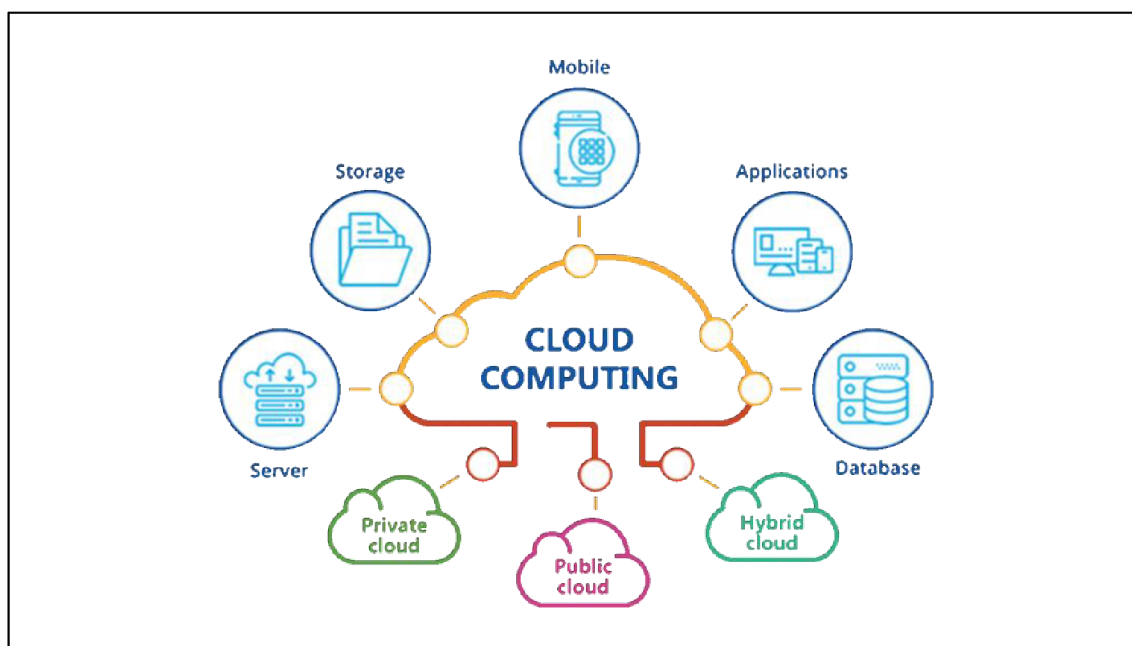 Mobile
Storage
Applications
CLOUD
COMPUTING
Server
Database
Private
cloud
Public
cloud
Hybrid
cloud